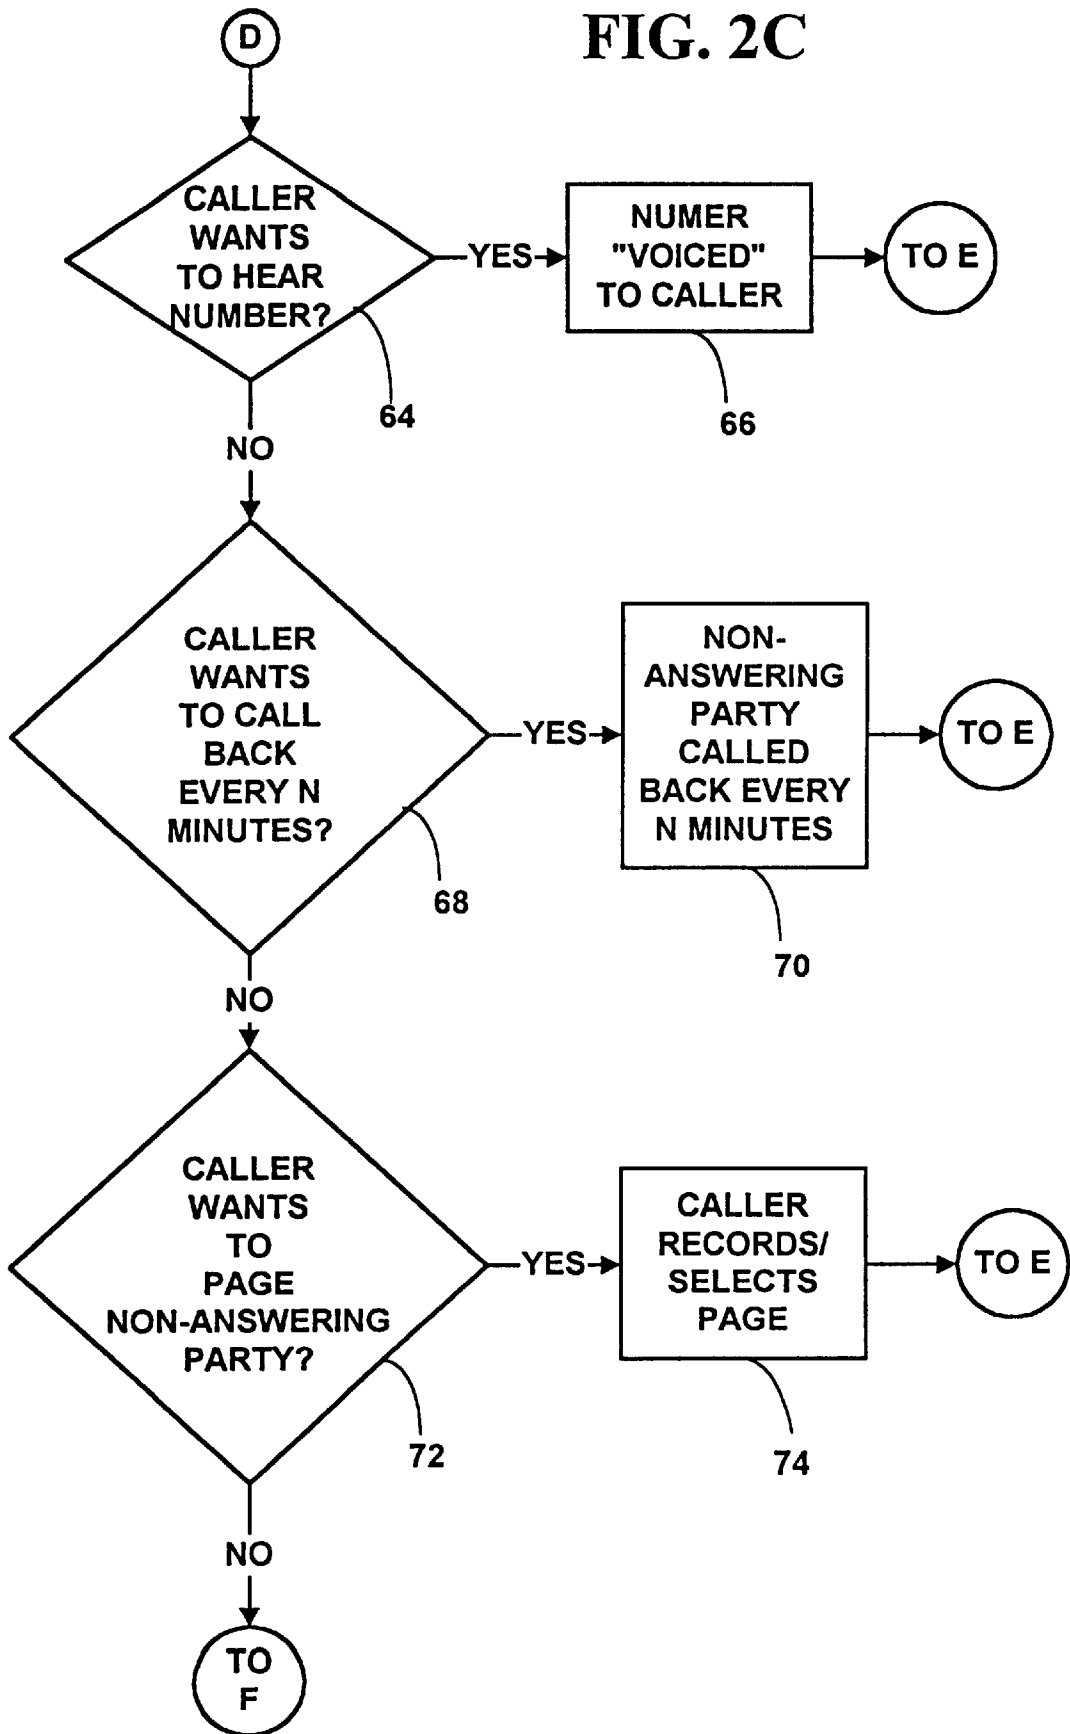 D
FIG. 2C
CALLER
WANTS
TO HEAR
NUMBER?
YES
NUMER
"VOICED"
TO CALLER
TO E
64
66
NO
CALLER
WANTS
TO CALL
BACK
EVERY N
MINUTES?
YES
NON-
ANSWERING
PARTY
CALLED
BACK EVERY
N MINUTES
TO E
68
70
NO
CALLER
WANTS
TO
PAGE
NON-ANSWERING
PARTY?
YES
CALLER
RECORDS/
SELECTS
PAGE
TO E
72
74
NO
TO
F